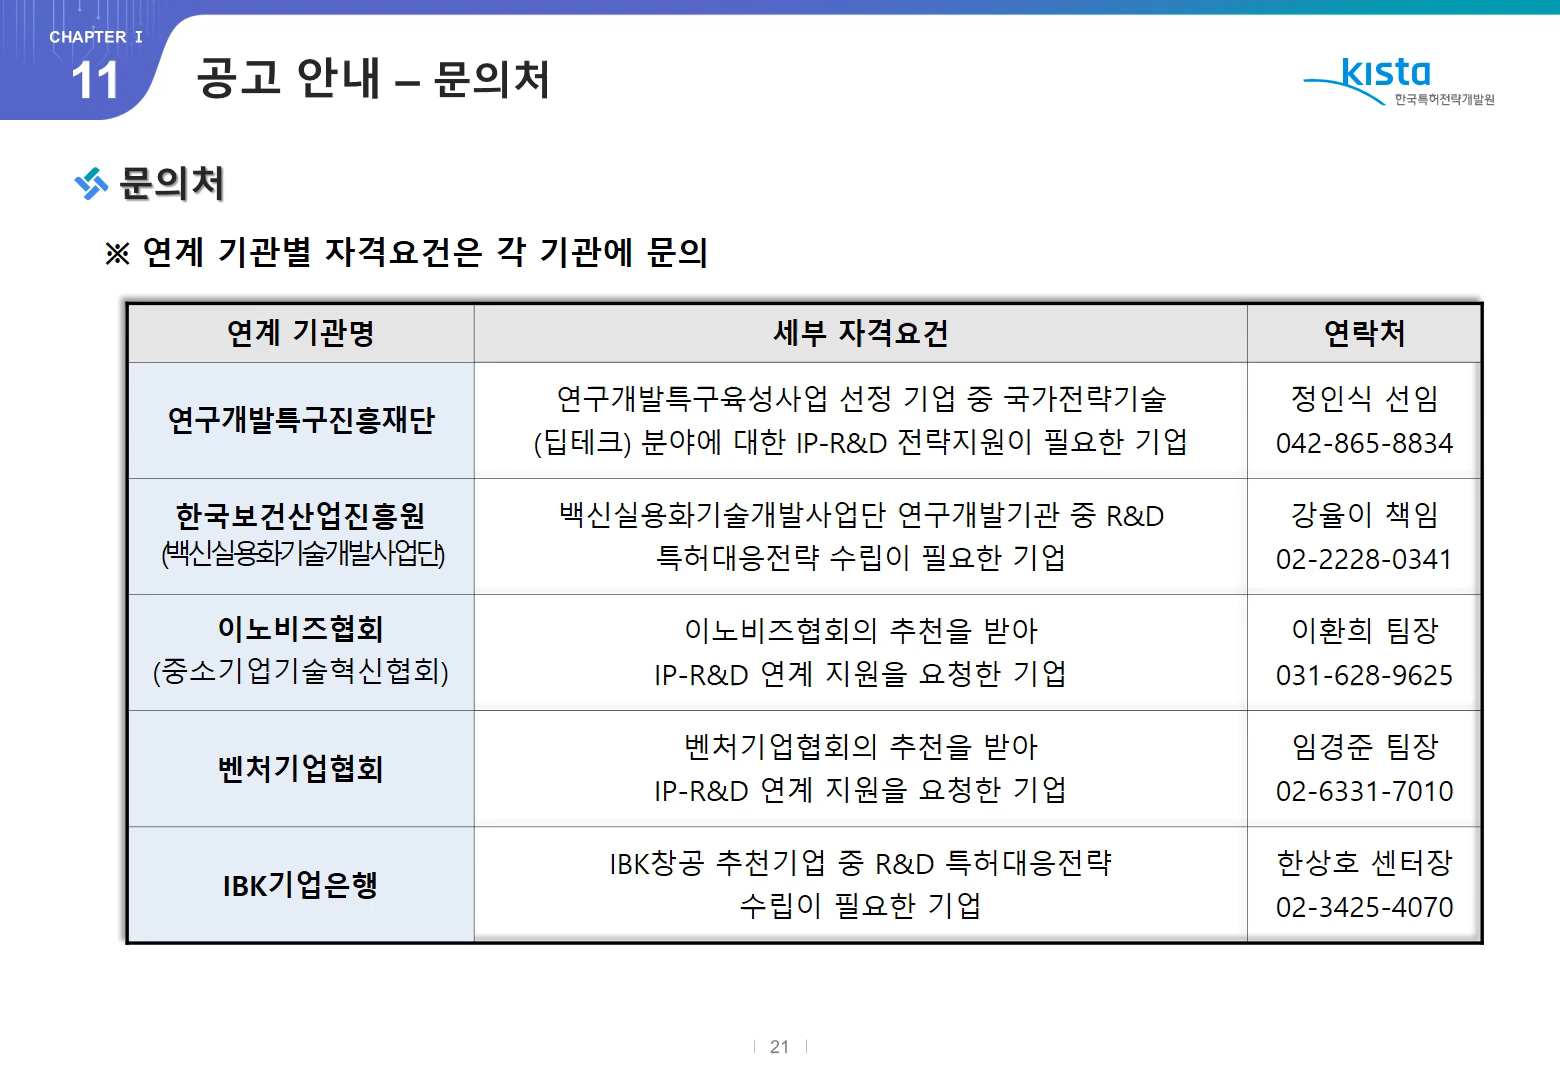 CHAPTER I
11
공고 안내 – 문의처
kista
한국특허전략개발원
문의처
※ 연계 기관별 자격요건은 각 기관에 문의
연계 기관명
세부 자격요건
연락처
연구개발특구진흥재단
연구개발특구육성사업 선정 기업 중 국가전략기술
(딥테크) 분야에 대한 IP-R&D 전략지원이 필요한 기업
정인식 선임
042-865-8834
한국보건산업진흥원
(백신실용화기술개발사업단)
백신실용화기술개발사업단 연구개발기관 중 R&D
특허대응전략 수립이 필요한 기업
강율이 책임
02-2228-0341
이노비즈협회
(중소기업기술혁신협회)
이노비즈협회의 추천을 받아
IP-R&D 연계 지원을 요청한 기업
이환희 팀장
031-628-9625
벤처기업협회
벤처기업협회의 추천을 받아
IP-R&D 연계 지원을 요청한 기업
임경준 팀장
02-6331-7010
IBK기업은행
IBK창공 추천기업 중 R&D 특허대응전략
수립이 필요한 기업
한상호 센터장
02-3425-4070
21